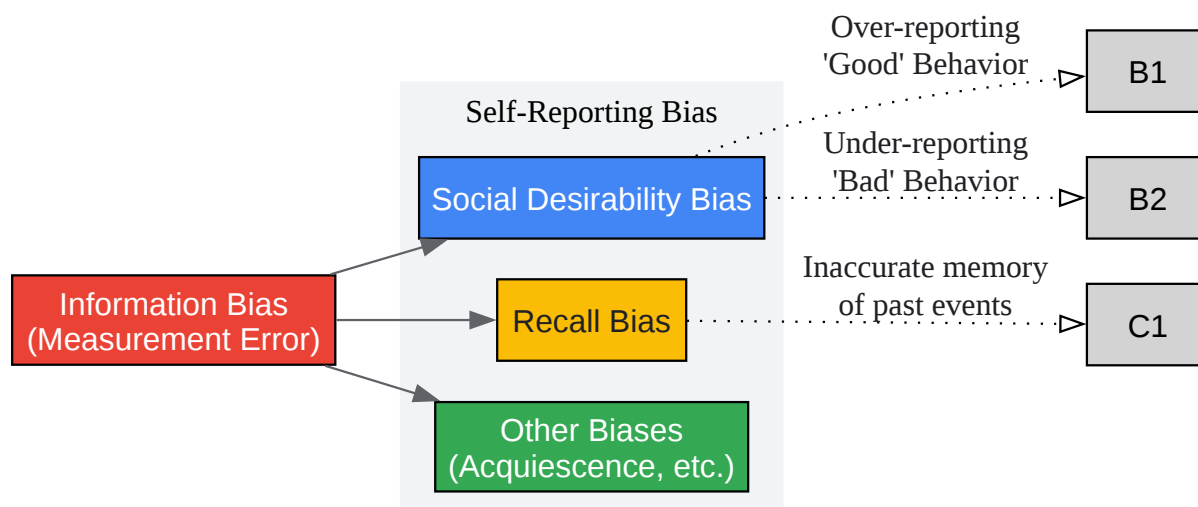 Over-reporting
'Good' Behavior
B1
Self-Reporting Bias
Social Desirability Bias
Under-reporting
'Bad' Behavior
B2
Information Bias
(Measurement Error)
Recall Bias
Inaccurate memory
of past events
C1
Other Biases
(Acquiescence, etc.)